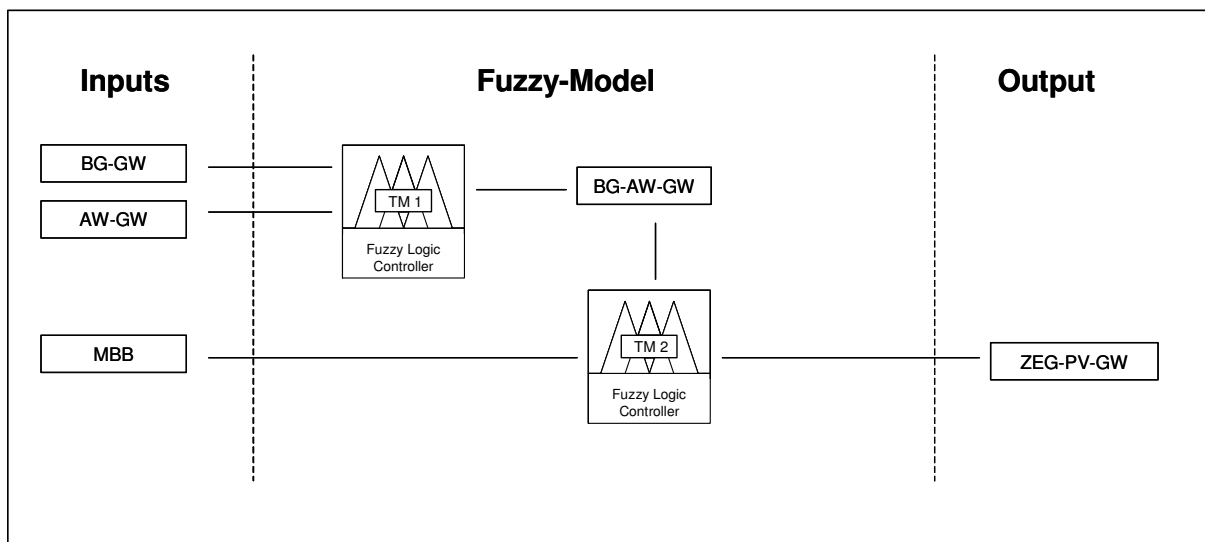 Inputs
Fuzzy-Model
Output
BG-GW
AW-GW
TM 1
Fuzzy Logic
Controller
BG-AW-GW
MBB
TM 2
Fuzzy Logic
Controller
ZEG-PV-GW